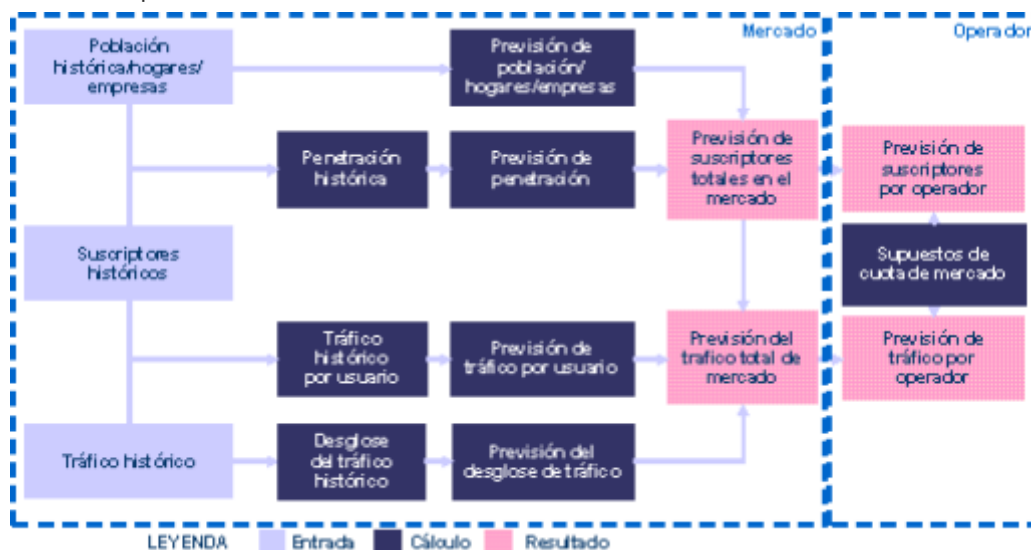 Mercado
Operador
Población
histórica/hogares/
empresas
Previsión de
población/
hogares/empresas
Penetración
histórica
Previsión de
penetración
Previsión de
suscriptores
totales en el
mercado
Previsión de
suscriptores
por operador
Suscriptores
históricos
Supuestos de
cuota de mercado
Tráfico
histórico
por usuario
Previsión de
tráfico por usuario
Previsión del
trafico total de
mercado
Previsión de
tráfico por
operador
Tráfico histórico
Desglose
del tráfico
histórico
Previsión del
desglose de tráfico
LEYENDA Entrada Cálculo Resultado